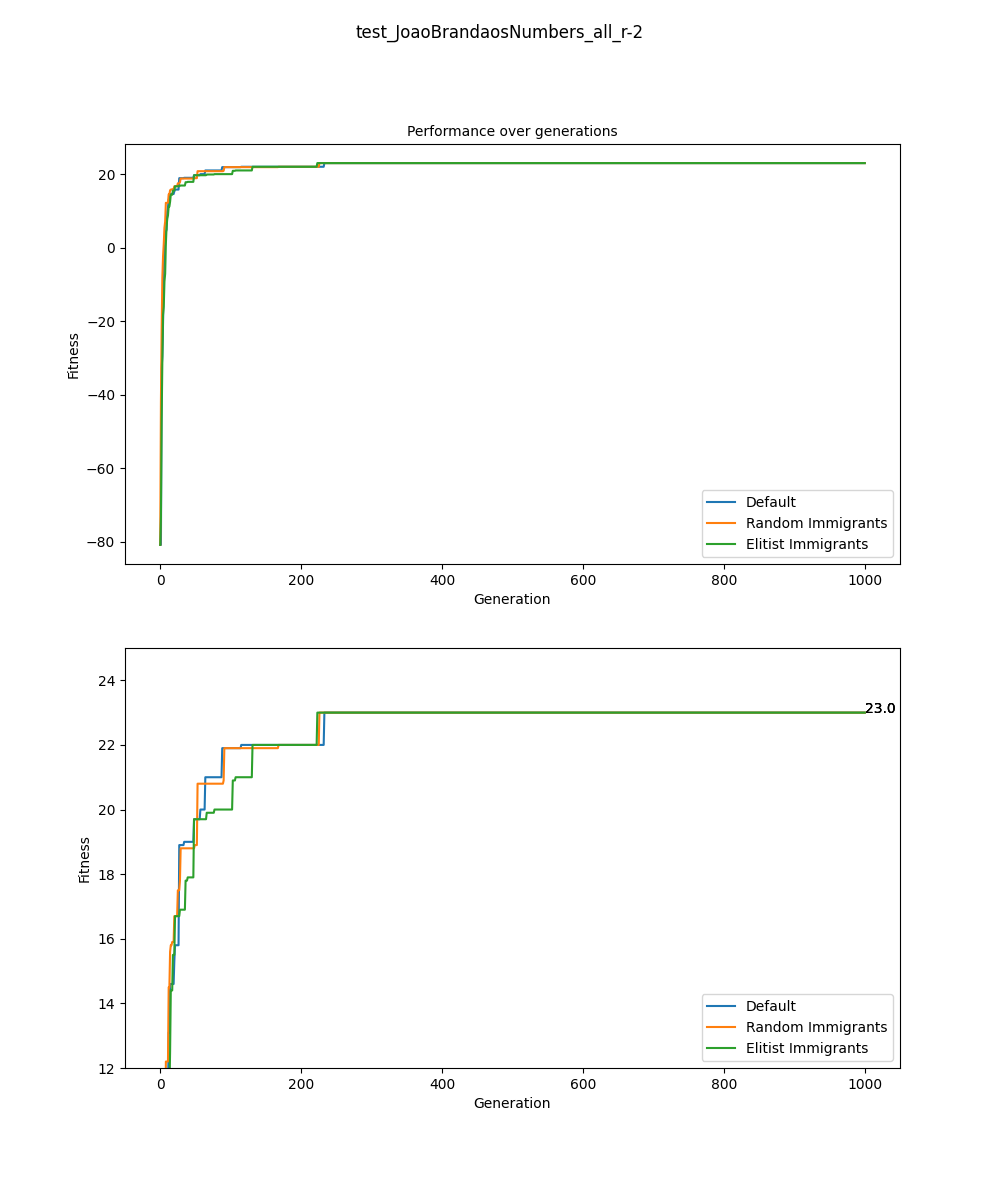 test_JoaoBrandaosNumbers_all_r-2
Performance over generations
20
0
−20
−40
−60
−80
Fitness
Default
Random Immigrants
Elitist Immigrants
0 200 400 600 800 1000
Generation
24
22
20
18
16
14
12
Fitness
23.0
Default
Random Immigrants
Elitist Immigrants
0 200 400 600 800 1000
Generation